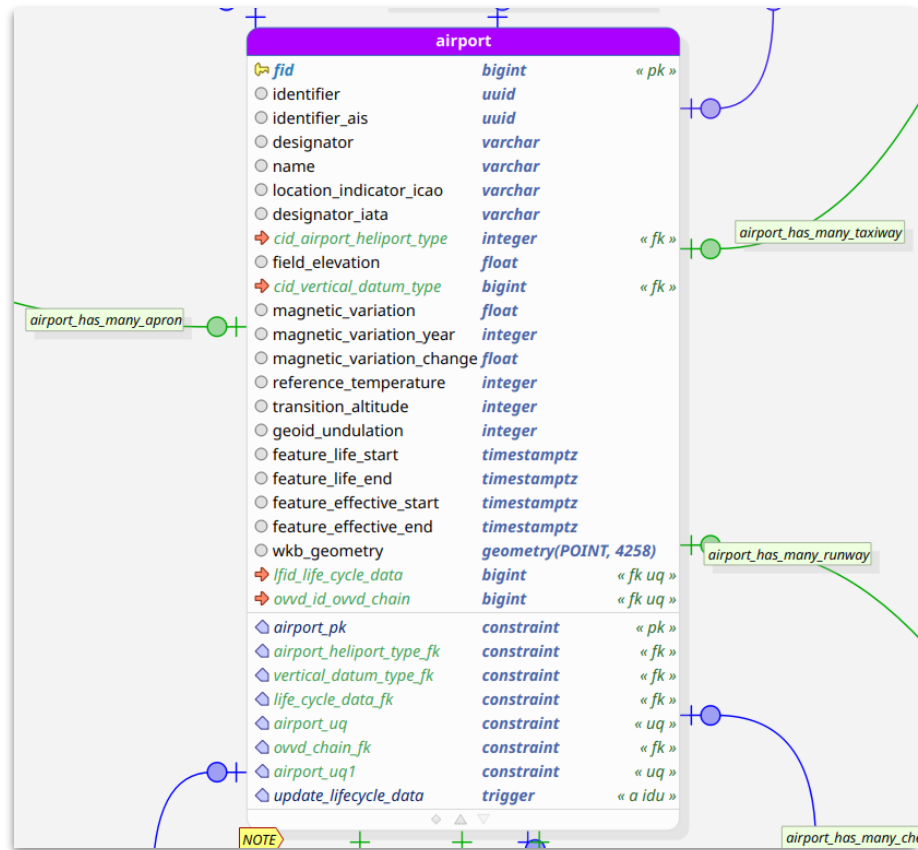 airport
fid bigint « pk »
identifier uuid
identifier_ais uuid
designator varchar
name varchar
location_indicator_icao varchar
designator_iata varchar
cid_airport_heliport_type integer « fk »
airport_has_many_taxiway
field_elevation float
cid_vertical_datum_type bigint « fk »
magnetic_variation float
airport_has_many_apron
magnetic_variation_year integer
magnetic_variation_change float
reference_temperature integer
transition_altitude integer
geoid_undulation integer
feature_life_start timestamptz
feature_life_end timestamptz
feature_effective_start timestamptz
feature_effective_end timestamptz
wkb_geometry geometry(POINT, 4258)
airport_has_many_runway
lfid_life_cycle_data bigint « fk uq »
ovvd_id_ovvd_chain bigint « fk uq »
airport_pk constraint « pk »
airport_heliport_type_fk constraint « fk »
vertical_datum_type_fk constraint « fk »
life_cycle_data_fk constraint « fk »
airport_uq constraint « uq »
ovvd_chain_fk constraint « fk »
airport_uq1 constraint « uq »
update_lifecycle_data trigger « a idu »
NOTE
airport_has_many_che